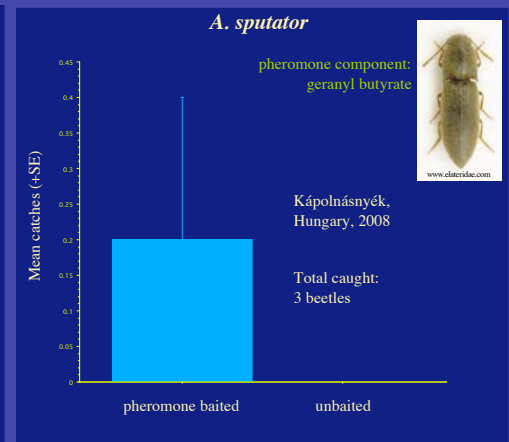 A. sputator
pheromone component:
geranyl butyrate
www.elateridae.com
Mean catches (+SE)
0.45
0.4
0.35
0.3
0.25
0.2
0.15
0.1
0.05
0
Kápolnásnyék,
Hungary, 2008
Total caught:
3 beetles
pheromone baited
unbaited